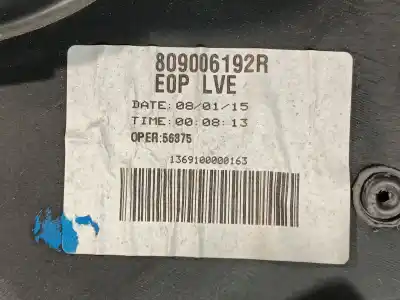 809006192R
EOP LVE
DATE:08/01/15
TIME:00:08:13
OPER:56875
1369100000163